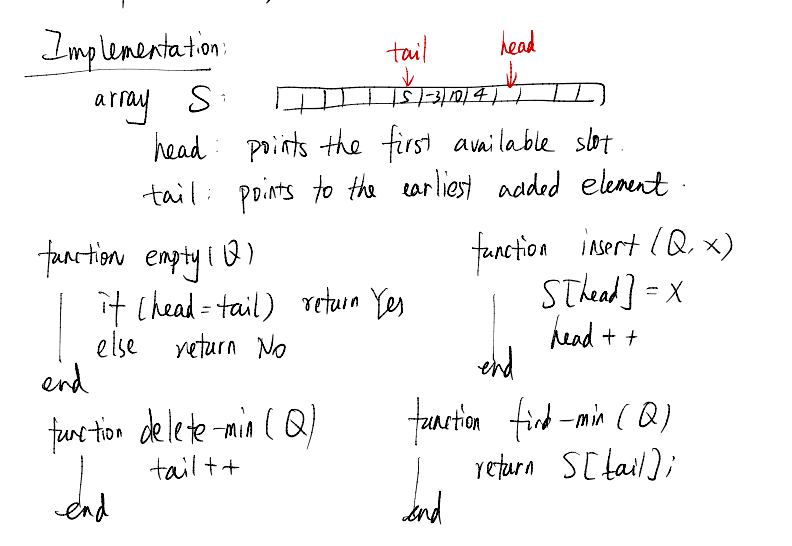 Implementation:
tail head
array S: 5 -3 10 4
head: points the first available slot.
tail: points to the earliest added element.
function empty(Q)
if (head=tail) return Yes
else return No
end
function insert (Q, x)
S[head] = x
head ++
end
function delete-min (Q)
tail++
end
function find-min (Q)
return S[tail];
end